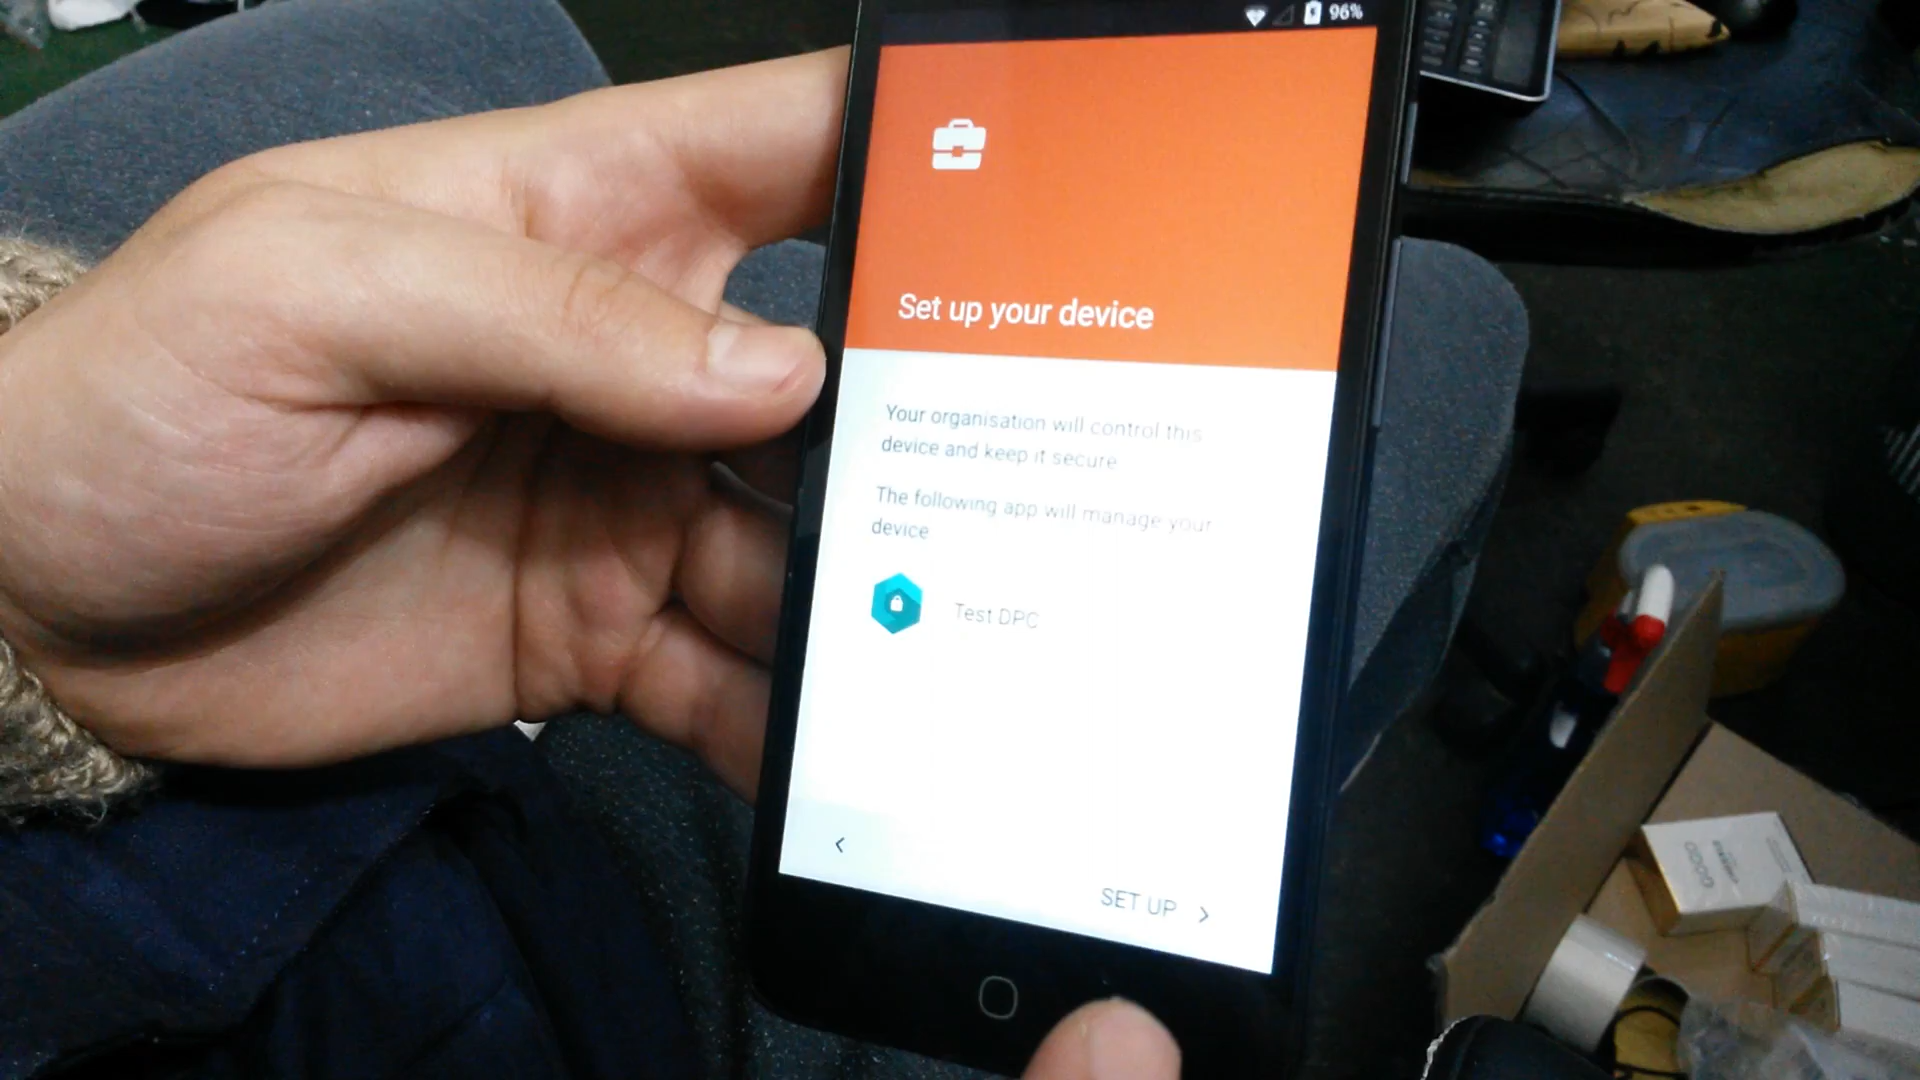 96%
Set up your device
Your organisation will control this
device and keep it secure
The following app will manage your
device
Test DPC
SET UP